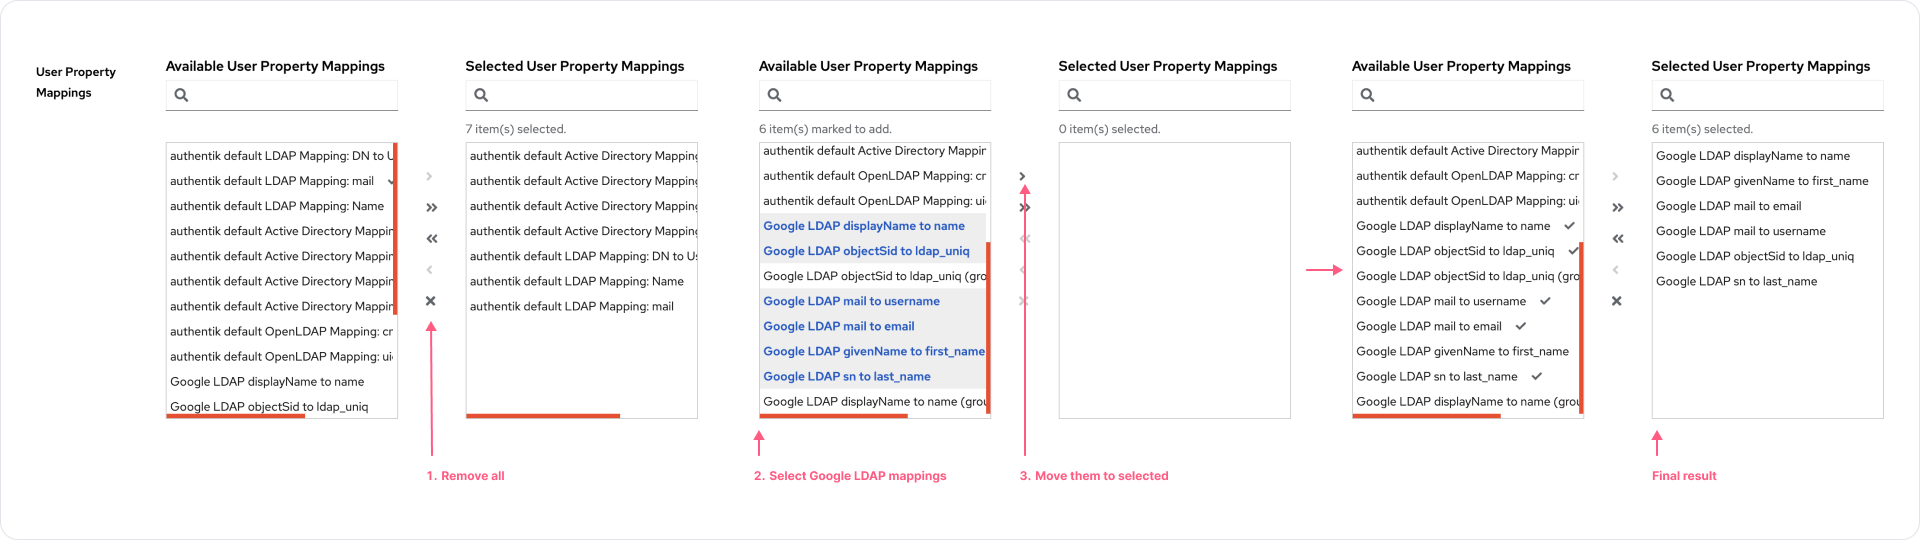 User Property
Mappings
Available User Property Mappings
authentik default LDAP Mapping: DN to U
authentik default LDAP Mapping: mail
authentik default LDAP Mapping: Name
authentik default Active Directory Mappin
authentik default Active Directory Mappin
authentik default Active Directory Mappin
authentik default Active Directory Mappin
authentik default OpenLDAP Mapping: cr
authentik default OpenLDAP Mapping: ui
Google LDAP displayName to name
Google LDAP objectSid to ldap_uniq
1. Remove all
Selected User Property Mappings
7 item(s) selected.
authentik default Active Directory Mapping
authentik default Active Directory Mapping
authentik default Active Directory Mapping
authentik default Active Directory Mapping
authentik default LDAP Mapping: DN to Us
authentik default LDAP Mapping: Name
authentik default LDAP Mapping: mail
Available User Property Mappings
6 item(s) marked to add.
authentik default Active Directory Mappin
authentik default OpenLDAP Mapping: cr
authentik default OpenLDAP Mapping: ui
Google LDAP displayName to name
Google LDAP objectSid to ldap_uniq
Google LDAP objectSid to ldap_uniq (gro
Google LDAP mail to username
Google LDAP mail to email
Google LDAP givenName to first_name
Google LDAP sn to last_name
Google LDAP displayName to name (grou
2. Select Google LDAP mappings
Selected User Property Mappings
0 item(s) selected.
3. Move them to selected
Available User Property Mappings
authentik default Active Directory Mappin
authentik default OpenLDAP Mapping: cr
authentik default OpenLDAP Mapping: ui
Google LDAP displayName to name
Google LDAP objectSid to ldap_uniq
Google LDAP objectSid to ldap_uniq (gro
Google LDAP mail to username
Google LDAP mail to email
Google LDAP givenName to first_name
Google LDAP sn to last_name
Google LDAP displayName to name (grou
Selected User Property Mappings
6 item(s) selected.
Google LDAP displayName to name
Google LDAP givenName to first_name
Google LDAP mail to email
Google LDAP mail to username
Google LDAP objectSid to ldap_uniq
Google LDAP sn to last_name
Final result